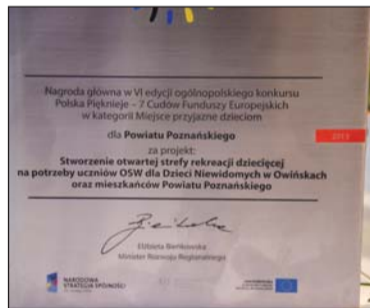 Nagroda główna w VI edycji ogólnopolskiego konkursu
Polska Pięknieje – 7 Cudów Funduszy Europejskich
w kategorii Miejsce przyjazne dzieciom
dla Powiatu Poznańskiego
2013
za projekt:
Stworzenie otwartej strefy rekreacji dziecięcej
na potrzeby uczniów OSW dla Dzieci Niewidomych w Owińskach
oraz mieszkańców Powiatu Poznańskiego
Elżbieta Bieńkowska
Minister Rozwoju Regionalnego
NARODOWA
STRATEGIA SPÓJNOŚCI